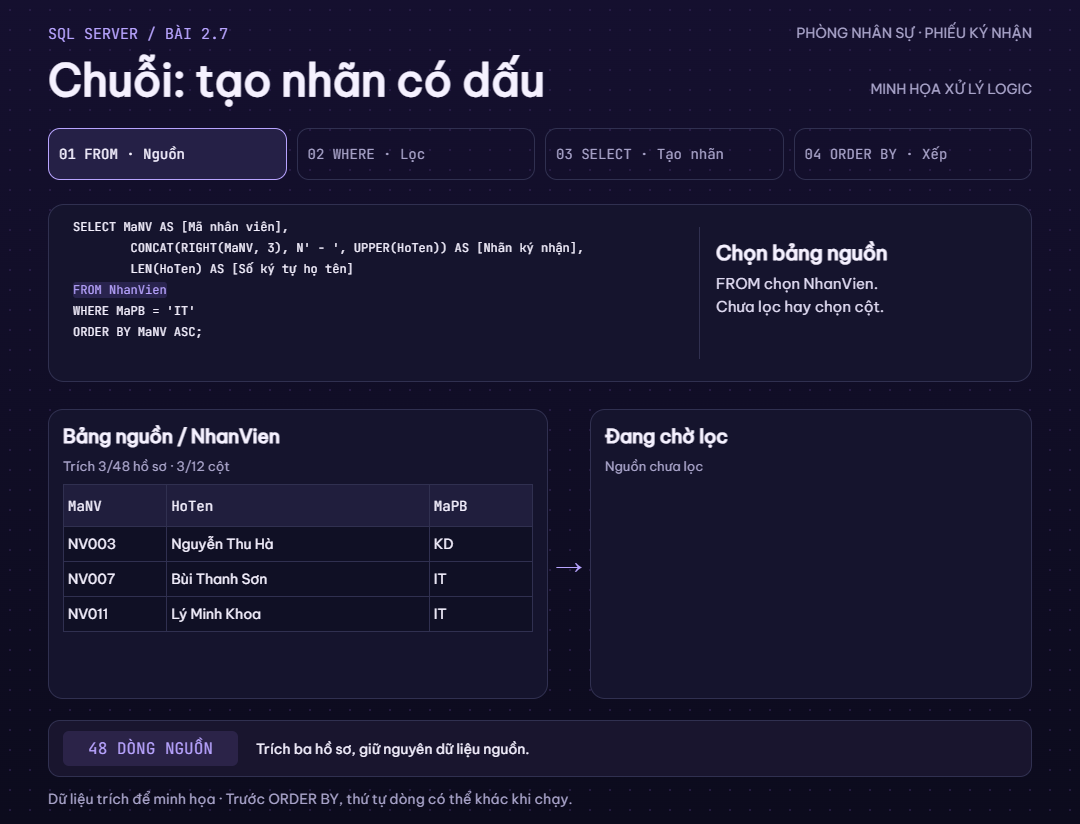 SQL SERVER / BÀI 2.7
PHÒNG NHÂN SỰ · PHIẾU KÝ NHẬN
Chuỗi: tạo nhãn có dấu
MINH HỌA XỬ LÝ LOGIC
01 FROM · Nguồn
02 WHERE · Lọc
03 SELECT · Tạo nhãn
04 ORDER BY · Xếp
SELECT MaNV AS [Mã nhân viên],
CONCAT(RIGHT(MaNV, 3), N' - ', UPPER(HoTen)) AS [Nhãn ký nhận],
LEN(HoTen) AS [Số ký tự họ tên]
FROM NhanVien
WHERE MaPB = 'IT'
ORDER BY MaNV ASC;
Chọn bảng nguồn
FROM chọn NhanVien.
Chưa lọc hay chọn cột.
Bảng nguồn / NhanVien
Trích 3/48 hồ sơ · 3/12 cột
MaNV HoTen MaPB
NV003 Nguyễn Thu Hà KD
NV007 Bùi Thanh Sơn IT
NV011 Lý Minh Khoa IT
→
Đang chờ lọc
Nguồn chưa lọc
48 DÒNG NGUỒN
Trích ba hồ sơ, giữ nguyên dữ liệu nguồn.
Dữ liệu trích để minh họa · Trước ORDER BY, thứ tự dòng có thể khác khi chạy.